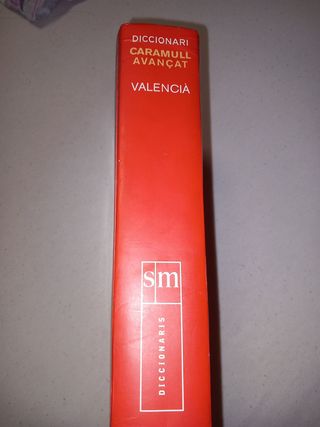 DICCIONARI
CARAMULL
AVANÇAT
VALENCIÀ
sm
DICCIONARIS